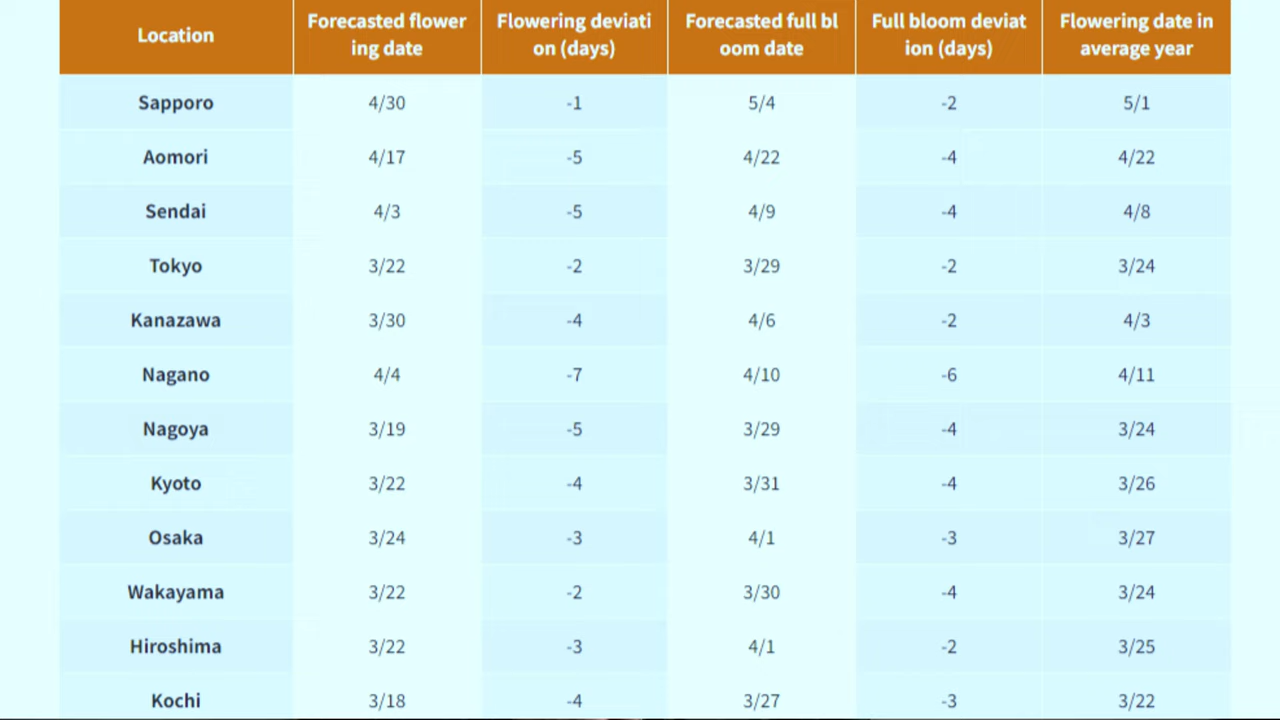 Location Forecasted flower Flowering deviati Forecasted full bl Full bloom deviat Flowering date in
ing date on (days) oom date ion (days) average year
Sapporo 4/30 -1 5/4 -2 5/1
Aomori 4/17 -5 4/22 -4 4/22
Sendai 4/3 -5 4/9 -4 4/8
Tokyo 3/22 -2 3/29 -2 3/24
Kanazawa 3/30 -4 4/6 -2 4/3
Nagano 4/4 -7 4/10 -6 4/11
Nagoya 3/19 -5 3/29 -4 3/24
Kyoto 3/22 -4 3/31 -4 3/26
Osaka 3/24 -3 4/1 -3 3/27
Wakayama 3/22 -2 3/30 -4 3/24
Hiroshima 3/22 -3 4/1 -2 3/25
Kochi 3/18 -4 3/27 -3 3/22